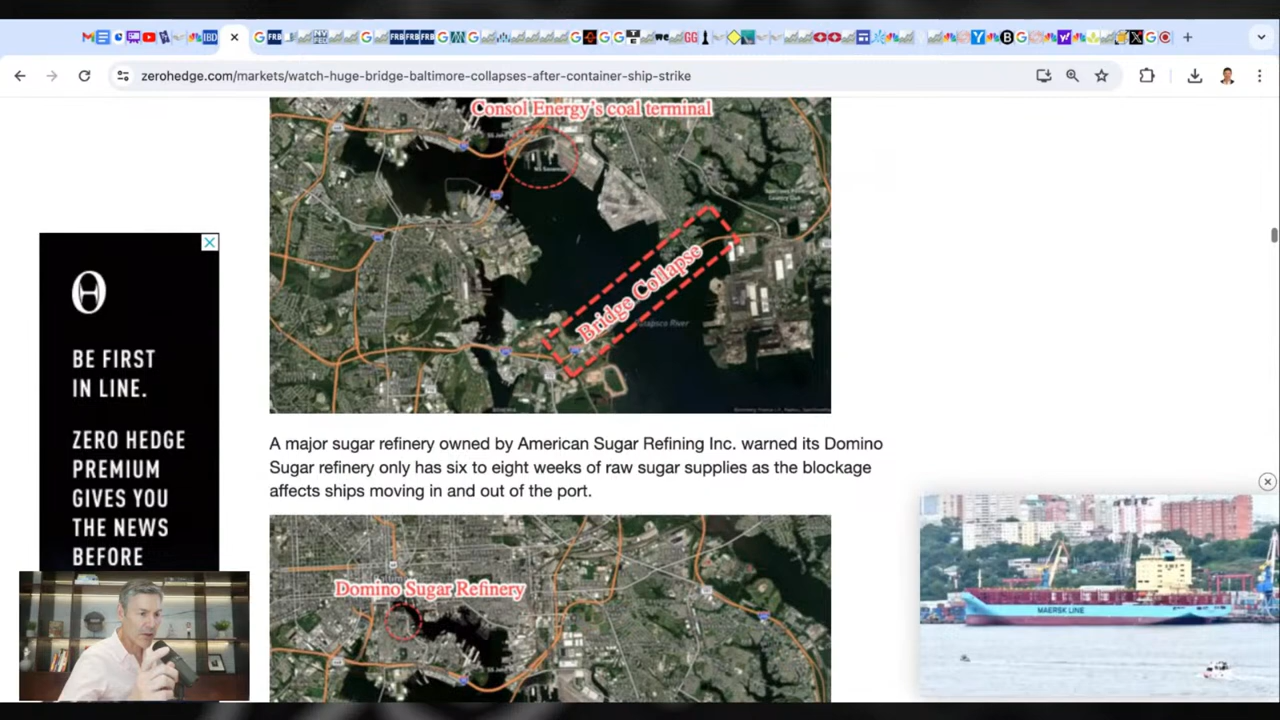 zerohedge.com/markets/watch-huge-bridge-baltimore-collapses-after-container-ship-strike
Consol Energy's coal terminal
Bridge Collapse
Patapsco River
BE FIRST
IN LINE.
ZERO HEDGE
PREMIUM
GIVES YOU
THE NEWS
BEFORE
A major sugar refinery owned by American Sugar Refining Inc. warned its Domino
Sugar refinery only has six to eight weeks of raw sugar supplies as the blockage
affects ships moving in and out of the port.
Domino Sugar Refinery
MAERSK LINE